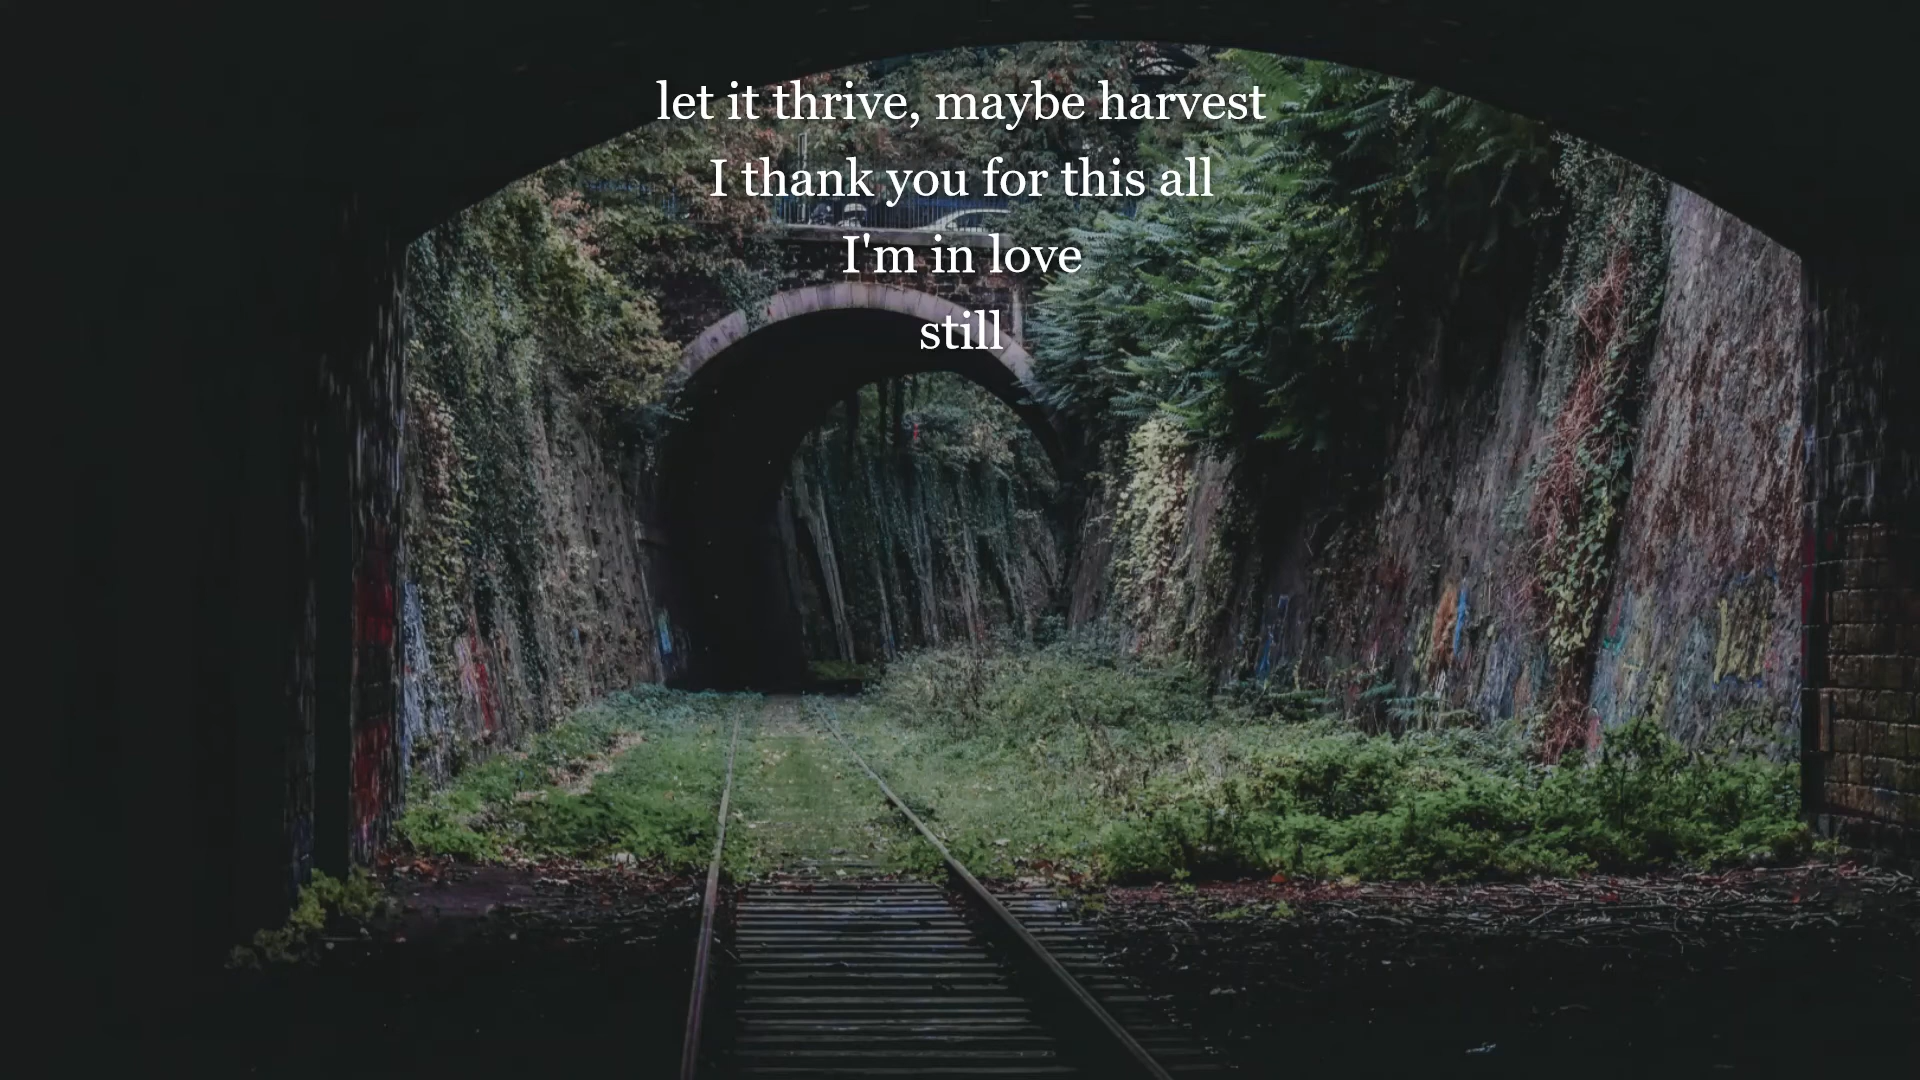 let it thrive, maybe harvest
I thank you for this all
I'm in love
still